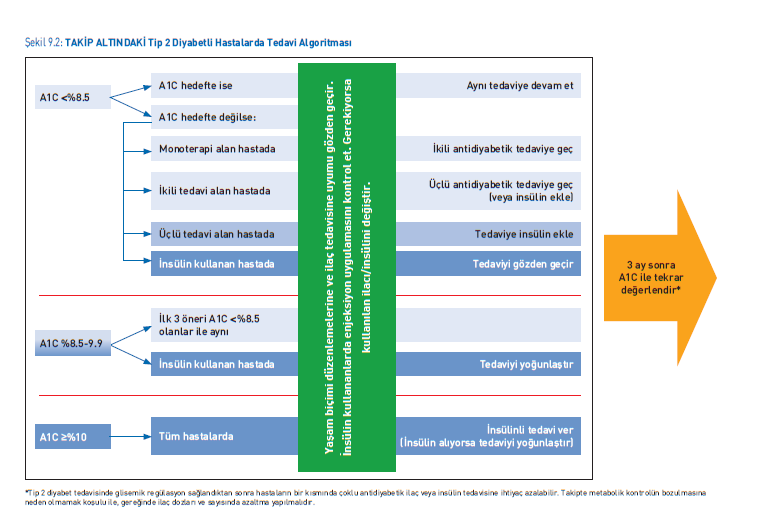 Şekil 9.2: TAKİP ALTINDAKİ Tip 2 Diyabetli Hastalarda Tedavi Algoritması
A1C <%8.5
A1C hedefte ise
Aynı tedaviye devam et
A1C hedefte değilse:
Monoterapi alan hastada
İkili antidiyabetik tedaviye geç
İkili tedavi alan hastada
Üçlü antidiyabetik tedaviye geç
(veya insülin ekle)
Üçlü tedavi alan hastada
Tedaviye insülin ekle
İnsülin kullanan hastada
Tedaviyi gözden geçir
A1C %8.5-9.9
İlk 3 öneri A1C <%8.5
olanlar ile aynı
İnsülin kullanan hastada
Tedaviyi yoğunlaştır
A1C ≥%10
Tüm hastalarda
İnsülinli tedavi ver
(İnsülin alıyorsa tedaviyi yoğunlaştır)
Yaşam biçimi düzenlemelerine ve ilaç tedavisine uyumu gözden geçir.
İnsülin kullananlarda enjeksiyon uygulamasını kontrol et. Gerekiyorsa
kullanılan ilacı/insülini değiştir.
3 ay sonra
A1C ile tekrar
değerlendir*
*Tip 2 diyabet tedavisinde glisemik regülasyon sağlandıktan sonra hastaların bir kısmında çoklu antidiyabetik ilaç veya insülin tedavisine ihtiyaç azalabilir. Takipte metabolik kontrolün bozulmasına
neden olmamak koşulu ile, gereğinde ilaç dozları ve sayısında azaltma yapılmalıdır.